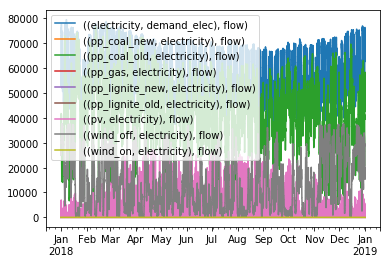 80000
70000
60000
50000
40000
30000
20000
10000
0
((electricity, demand_elec), flow)
((pp_coal_new, electricity), flow)
((pp_coal_old, electricity), flow)
((pp_gas, electricity), flow)
((pp_lignite_new, electricity), flow)
((pp_lignite_old, electricity), flow)
((pv, electricity), flow)
((wind_off, electricity), flow)
((wind_on, electricity), flow)
Jan Feb Mar Apr May Jun Jul Aug Sep Oct Nov Dec Jan
2018 2019